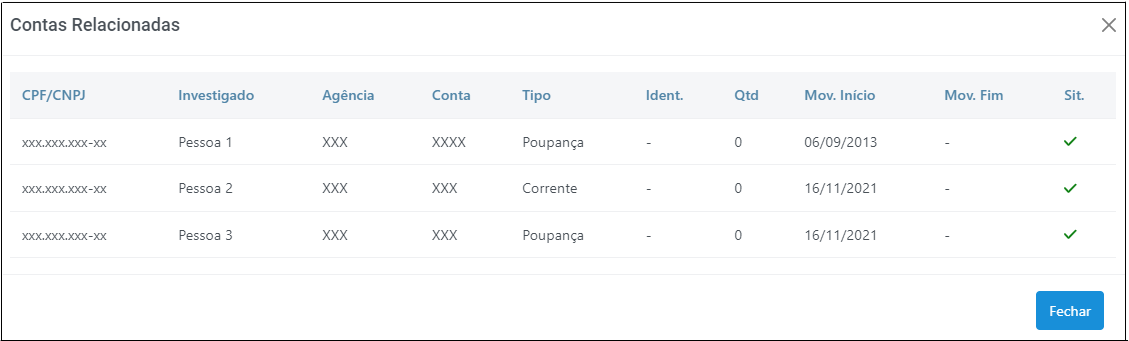 Contas Relacionadas
CPF/CNPJ Investigado Agência Conta Tipo Ident. Qtd Mov. Início Mov. Fim Sit.
xxx.xxx.xxx-xx Pessoa 1 XXX XXXX Poupança - 0 06/09/2013 -
xxx.xxx.xxx-xx Pessoa 2 XXX XXX Corrente - 0 16/11/2021 -
xxx.xxx.xxx-xx Pessoa 3 XXX XXX Poupança - 0 16/11/2021 -
Fechar